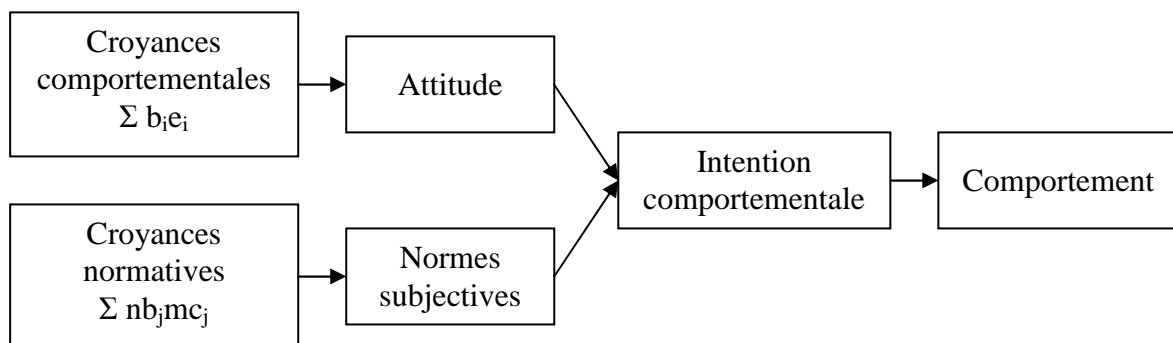 Croyances
comportementales
Σ bᵢeᵢ
Attitude
Croyances
normatives
Σ nbⱼmcⱼ
Normes
subjectives
Intention
comportementale
Comportement